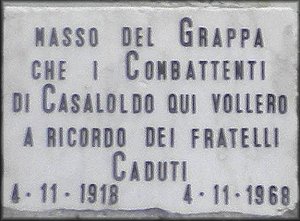 MASSO DEL GRAPPA
CHE I COMBATTENTI
DI CASALOLDO QUI VOLLERO
A RICORDO DEI FRATELLI
CADUTI
4·11·1918 4·11·1968